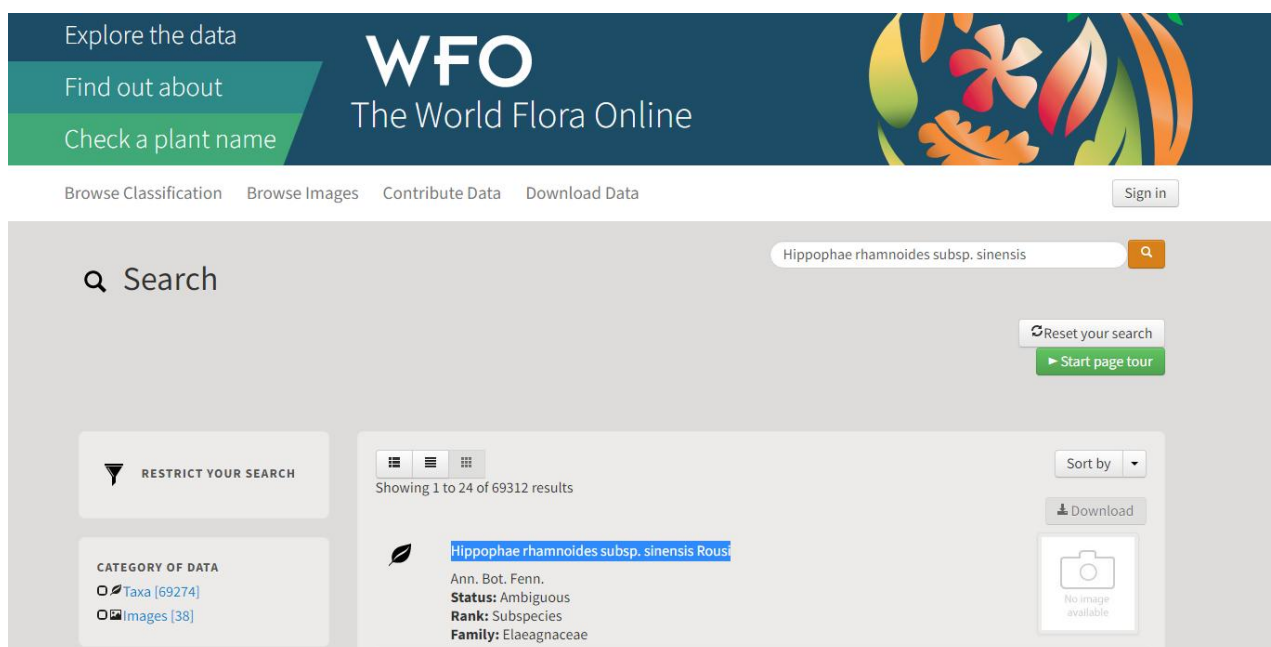 Explore the data
Find out about
Check a plant name
WFO
The World Flora Online
Browse Classification Browse Images Contribute Data Download Data
Sign in
Hippophae rhamnoides subsp. sinensis
Search
Reset your search
Start page tour
RESTRICT YOUR SEARCH
Showing 1 to 24 of 69312 results
Sort by
Download
CATEGORY OF DATA
Taxa [69274]
Images [38]
Hippophae rhamnoides subsp. sinensis Rousi
Ann. Bot. Fenn.
Status: Ambiguous
Rank: Subspecies
Family: Elaeagnaceae
No image
available